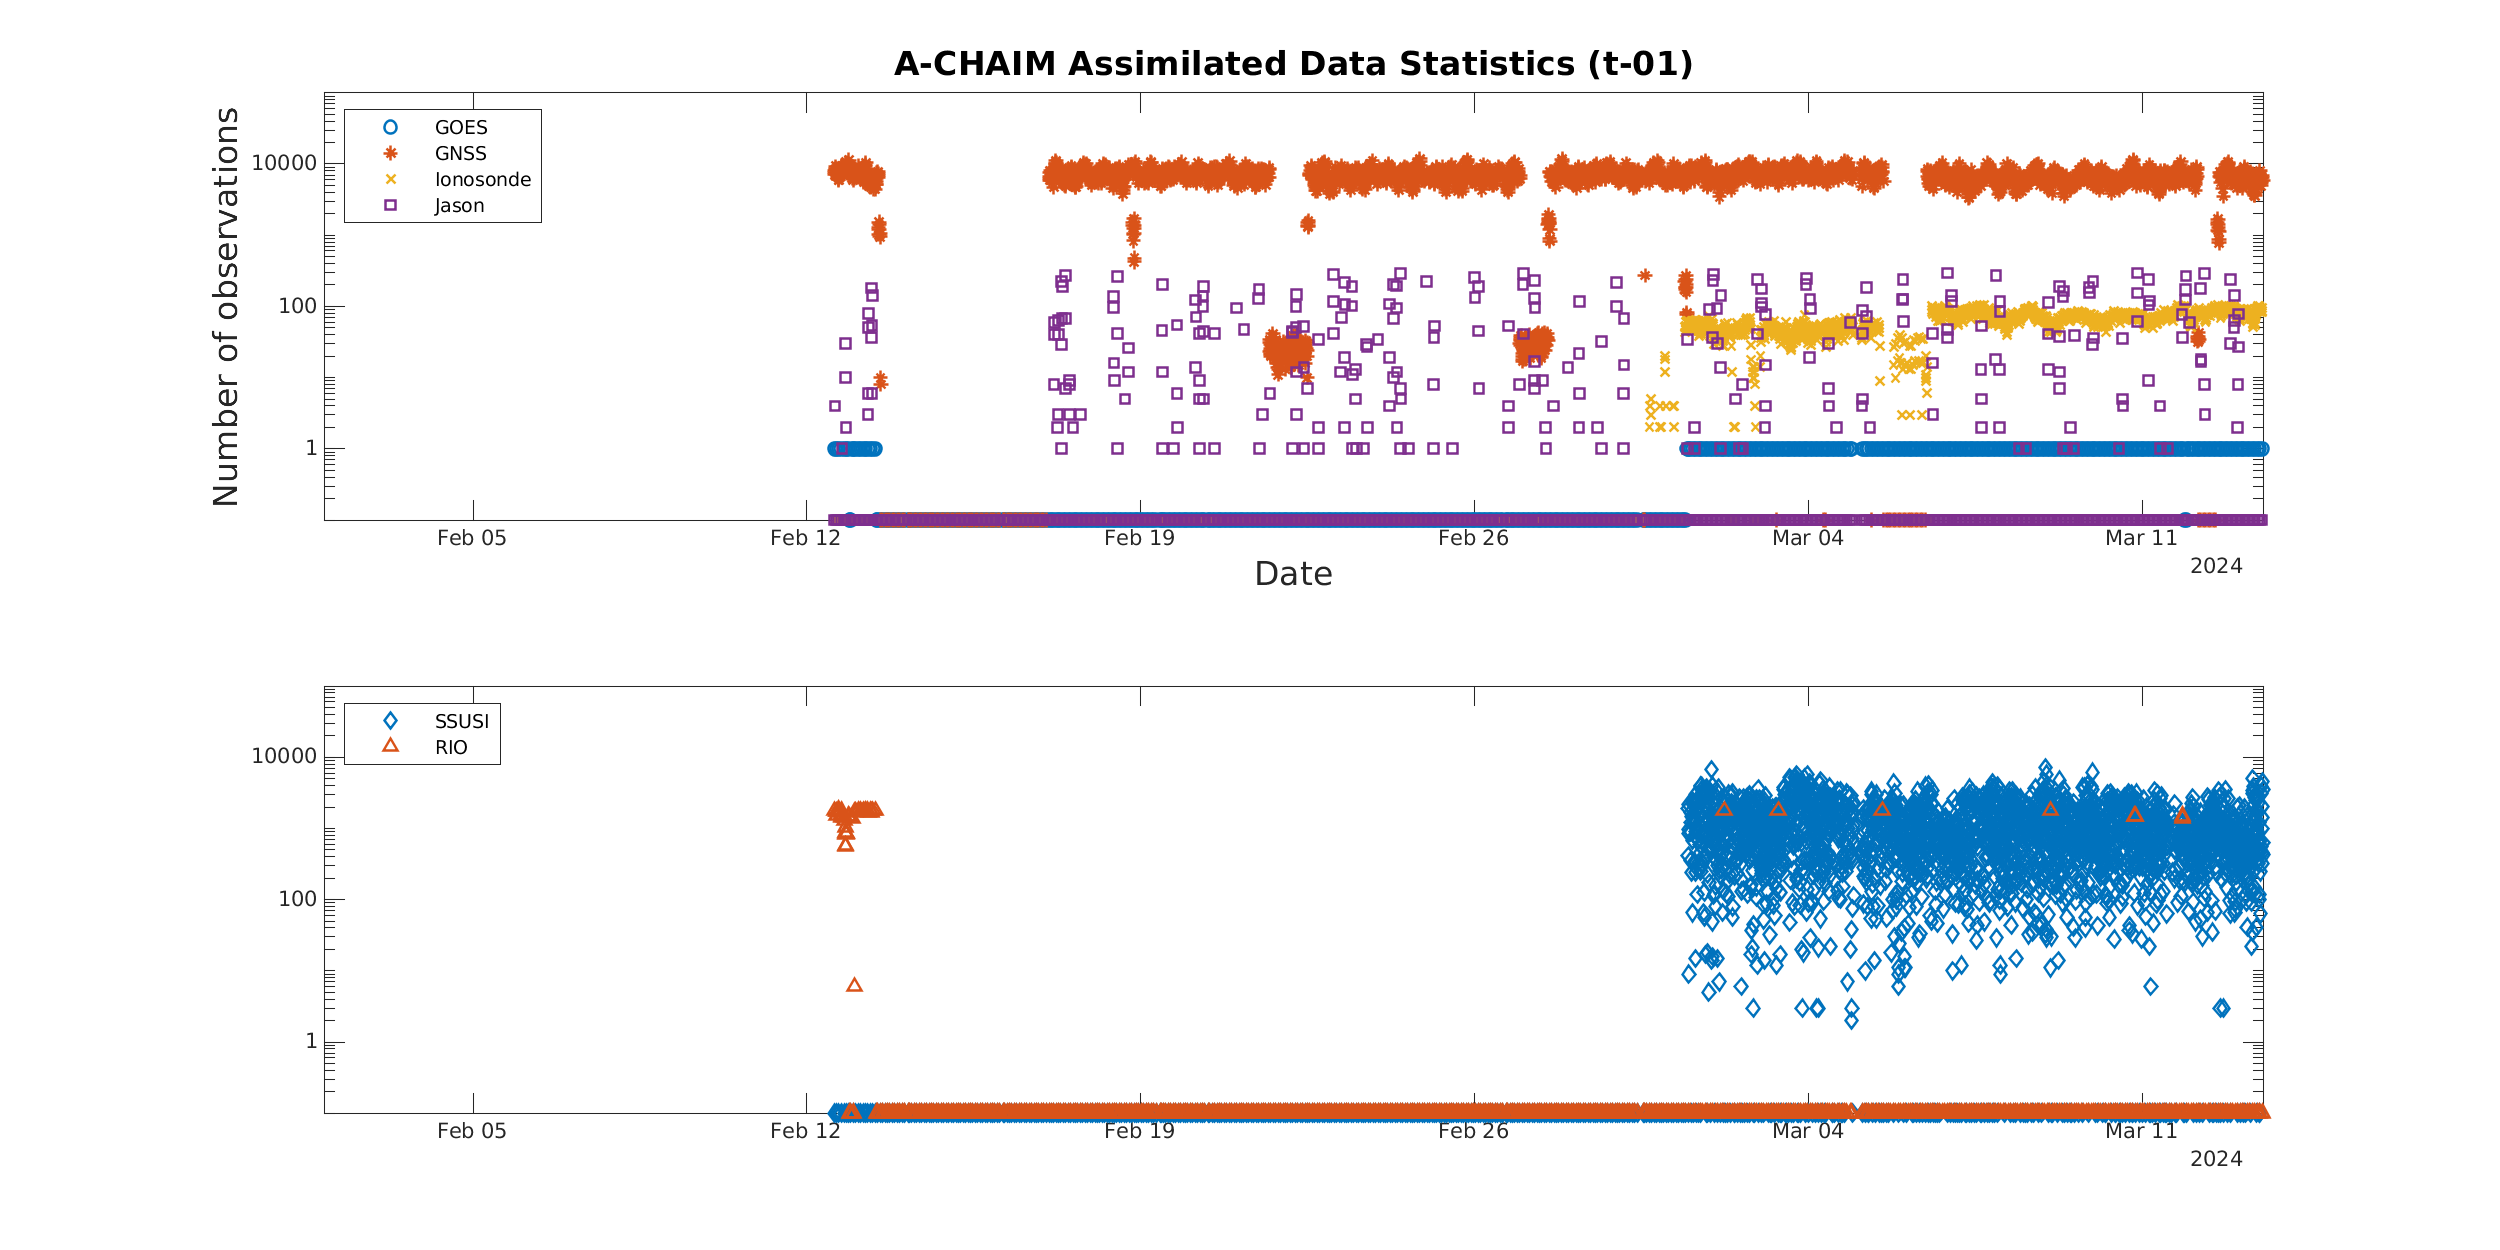 A-CHAIM Assimilated Data Statistics (t-01)
Number of observations
10000
100
1
GOES
GNSS
Ionosonde
Jason
Feb 05
Feb 12
Feb 19
Feb 26
Mar 04
Mar 11
2024
Date
10000
100
1
SSUSI
RIO
Feb 05
Feb 12
Feb 19
Feb 26
Mar 04
Mar 11
2024